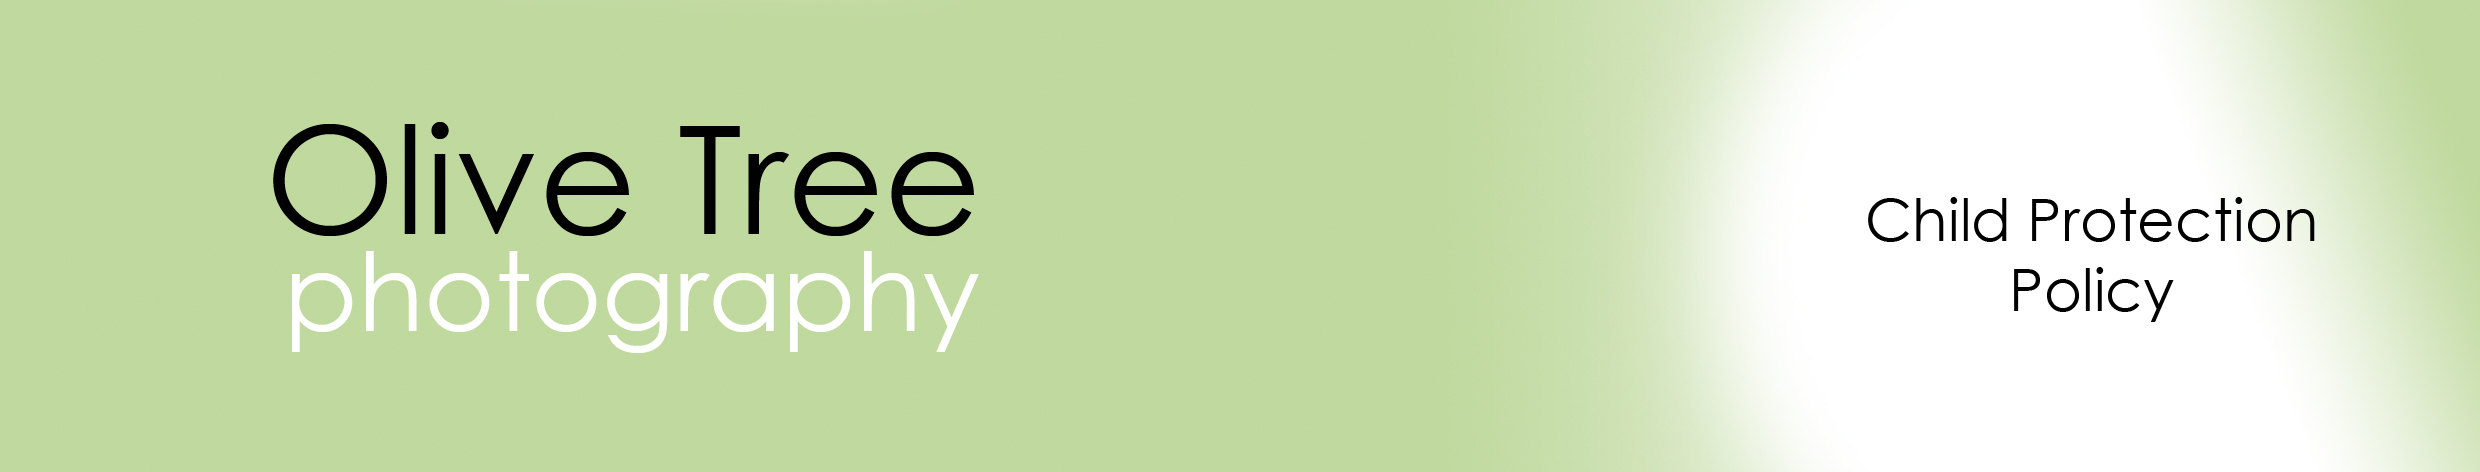 Olive Tree
photography
Child Protection
Policy